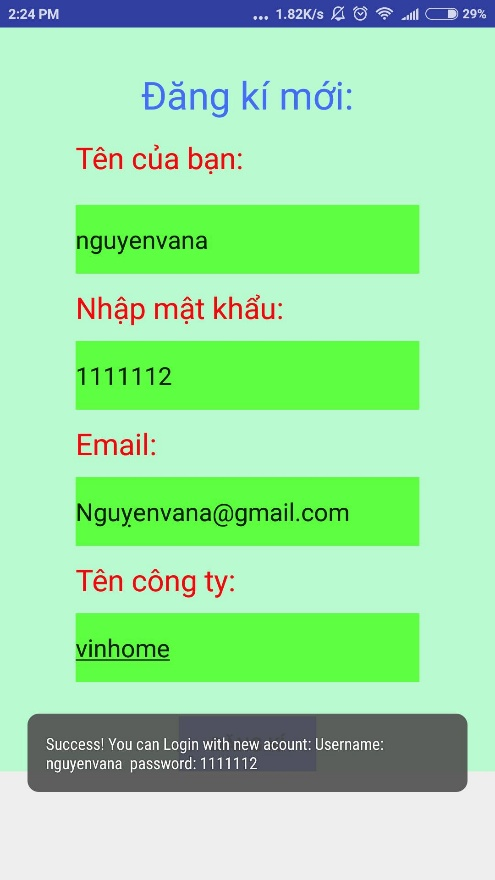 2:24 PM ... 1.82K/s 29%
Đăng kí mới:
Tên của bạn:
nguyenvana
Nhập mật khẩu:
1111112
Email:
Nguỵenvana@gmail.com
Tên công ty:
vinhome
Success! You can Login with new acount: Username:
nguyenvana password: 1111112